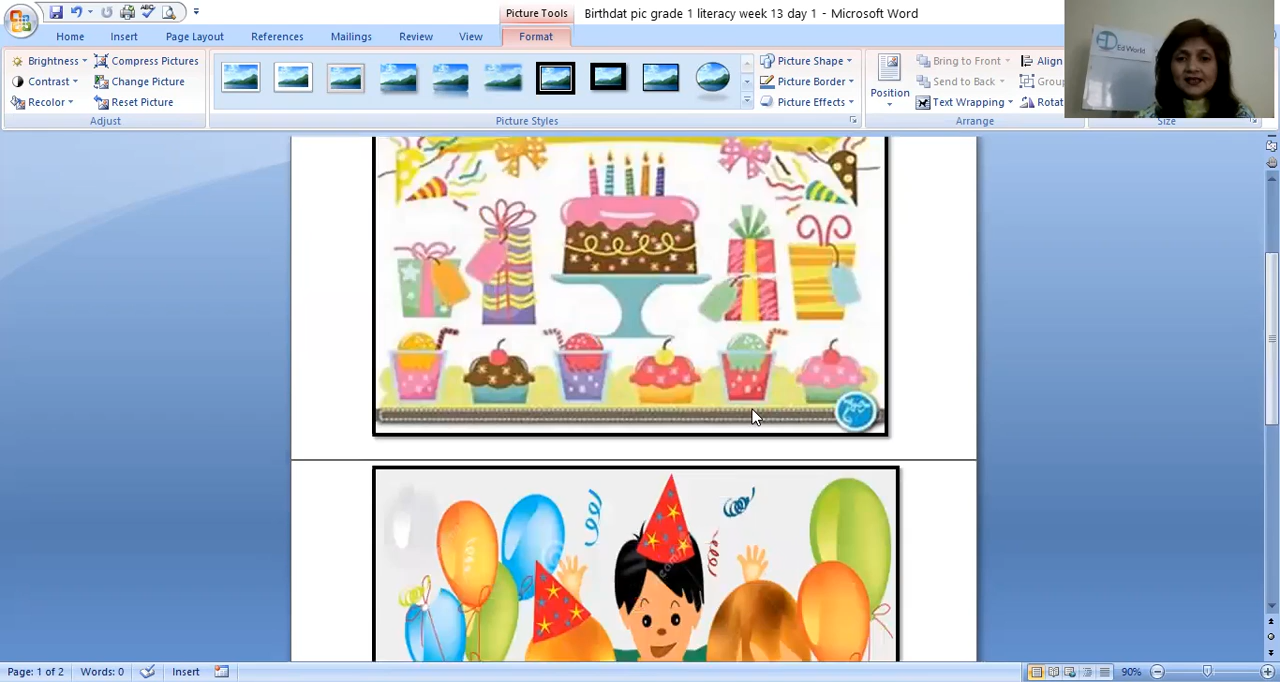 Picture Tools
Birthdat pic grade 1 literacy week 13 day 1 - Microsoft Word
Home
Insert
Page Layout
References
Mailings
Review
View
Format
Brightness
Compress Pictures
Contrast
Change Picture
Recolor
Reset Picture
Adjust
Picture Styles
Picture Shape
Picture Border
Picture Effects
Position
Bring to Front
Send to Back
Text Wrapping
Align
Group
Rotat
Arrange
Size
Ed World
Page: 1 of 2
Words: 0
Insert
90%